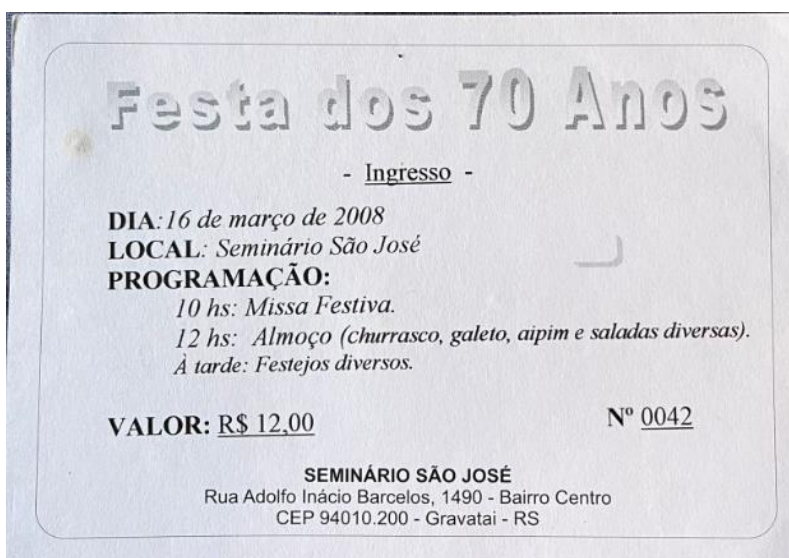 Festa dos 70 Anos
- Ingresso -
DIA: 16 de março de 2008
LOCAL: Seminário São José
PROGRAMAÇÃO:
10 hs: Missa Festiva.
12 hs: Almoço (churrasco, galeto, aipim e saladas diversas).
À tarde: Festejos diversos.
VALOR: R$ 12,00 Nº 0042
SEMINÁRIO SÃO JOSÉ
Rua Adolfo Inácio Barcelos, 1490 - Bairro Centro
CEP 94010.200 - Gravatai - RS